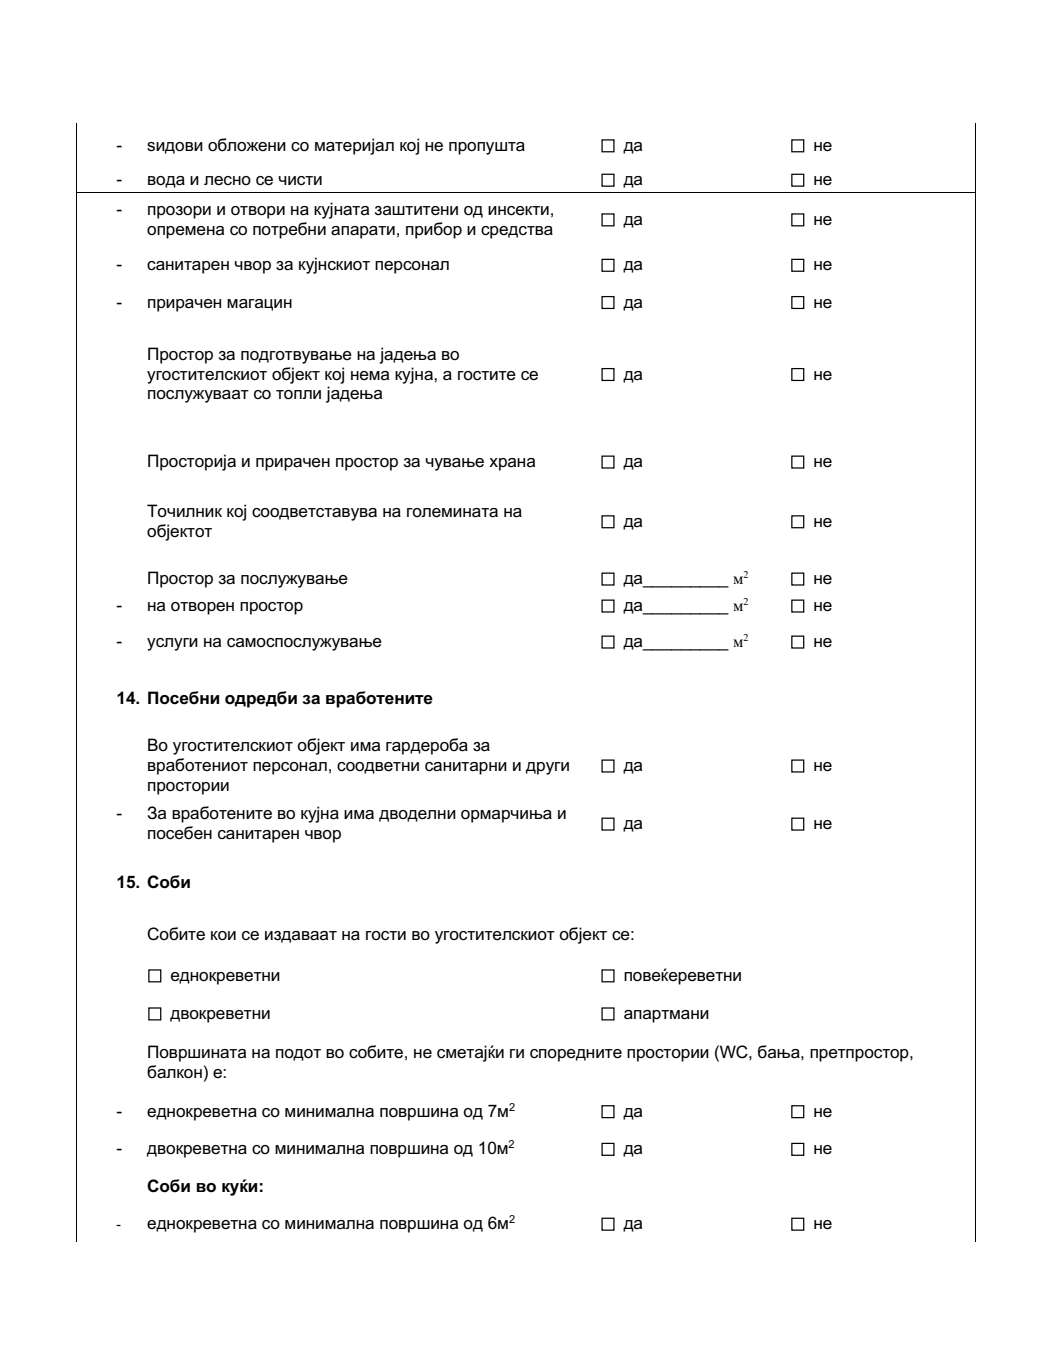 - ѕидови обложени со материјал кој не пропушта ☐ да ☐ не
- вода и лесно се чисти ☐ да ☐ не
- прозори и отвори на кујната заштитени од инсекти,
опремена со потребни апарати, прибор и средства ☐ да ☐ не
- санитарен чвор за кујнскиот персонал ☐ да ☐ не
- прирачен магацин ☐ да ☐ не
Простор за подготвување на јадења во
угостителскиот објект кој нема кујна, а гостите се ☐ да ☐ не
послужуваат со топли јадења
Просторија и прирачен простор за чување храна ☐ да ☐ не
Точилник кој соодветставува на големината на
објектот ☐ да ☐ не
Простор за послужување ☐ да_________ м² ☐ не
- на отворен простор ☐ да_________ м² ☐ не
- услуги на самопослужување ☐ да_________ м² ☐ не
14. Посебни одредби за вработените
Во угостителскиот објект има гардероба за
вработениот персонал, соодветни санитарни и други ☐ да ☐ не
простории
- За вработените во кујна има дводелни ормарчиња и
посебен санитарен чвор ☐ да ☐ не
15. Соби
Собите кои се издаваат на гости во угостителскиот објект се:
☐ еднокреветни ☐ повеќереветни
☐ двокреветни ☐ апартмани
Површината на подот во собите, не сметајќи ги споредните простории (WC, бања, претпростор,
балкон) е:
- еднокреветна со минимална површина од 7м² ☐ да ☐ не
- двокреветна со минимална површина од 10м² ☐ да ☐ не
Соби во куќи:
- еднокреветна со минимална површина од 6м² ☐ да ☐ не